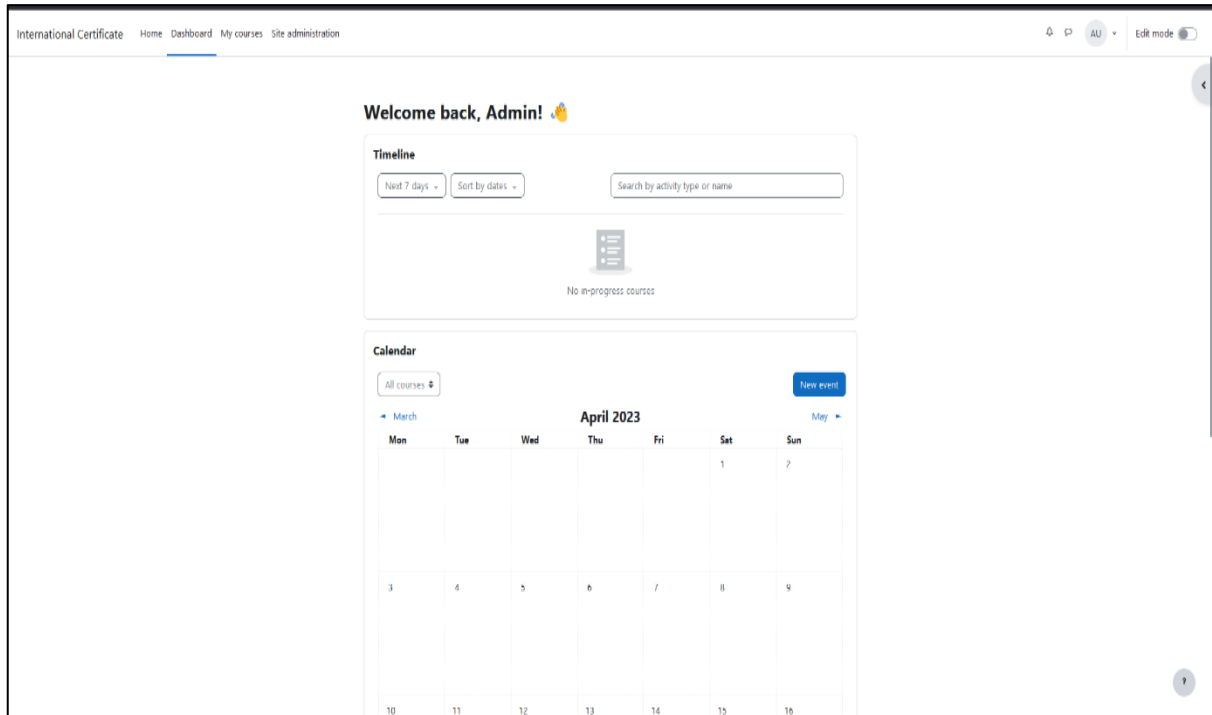 International Certificate Home Dashboard My courses Site administration AU Edit mode
Welcome back, Admin!
Timeline
Next 7 days Sort by dates Search by activity type or name
No in-progress courses
Calendar
All courses New event
March April 2023 May
Mon Tue Wed Thu Fri Sat Sun
1 2
3 4 5 6 7 8 9
10 11 12 13 14 15 16
?